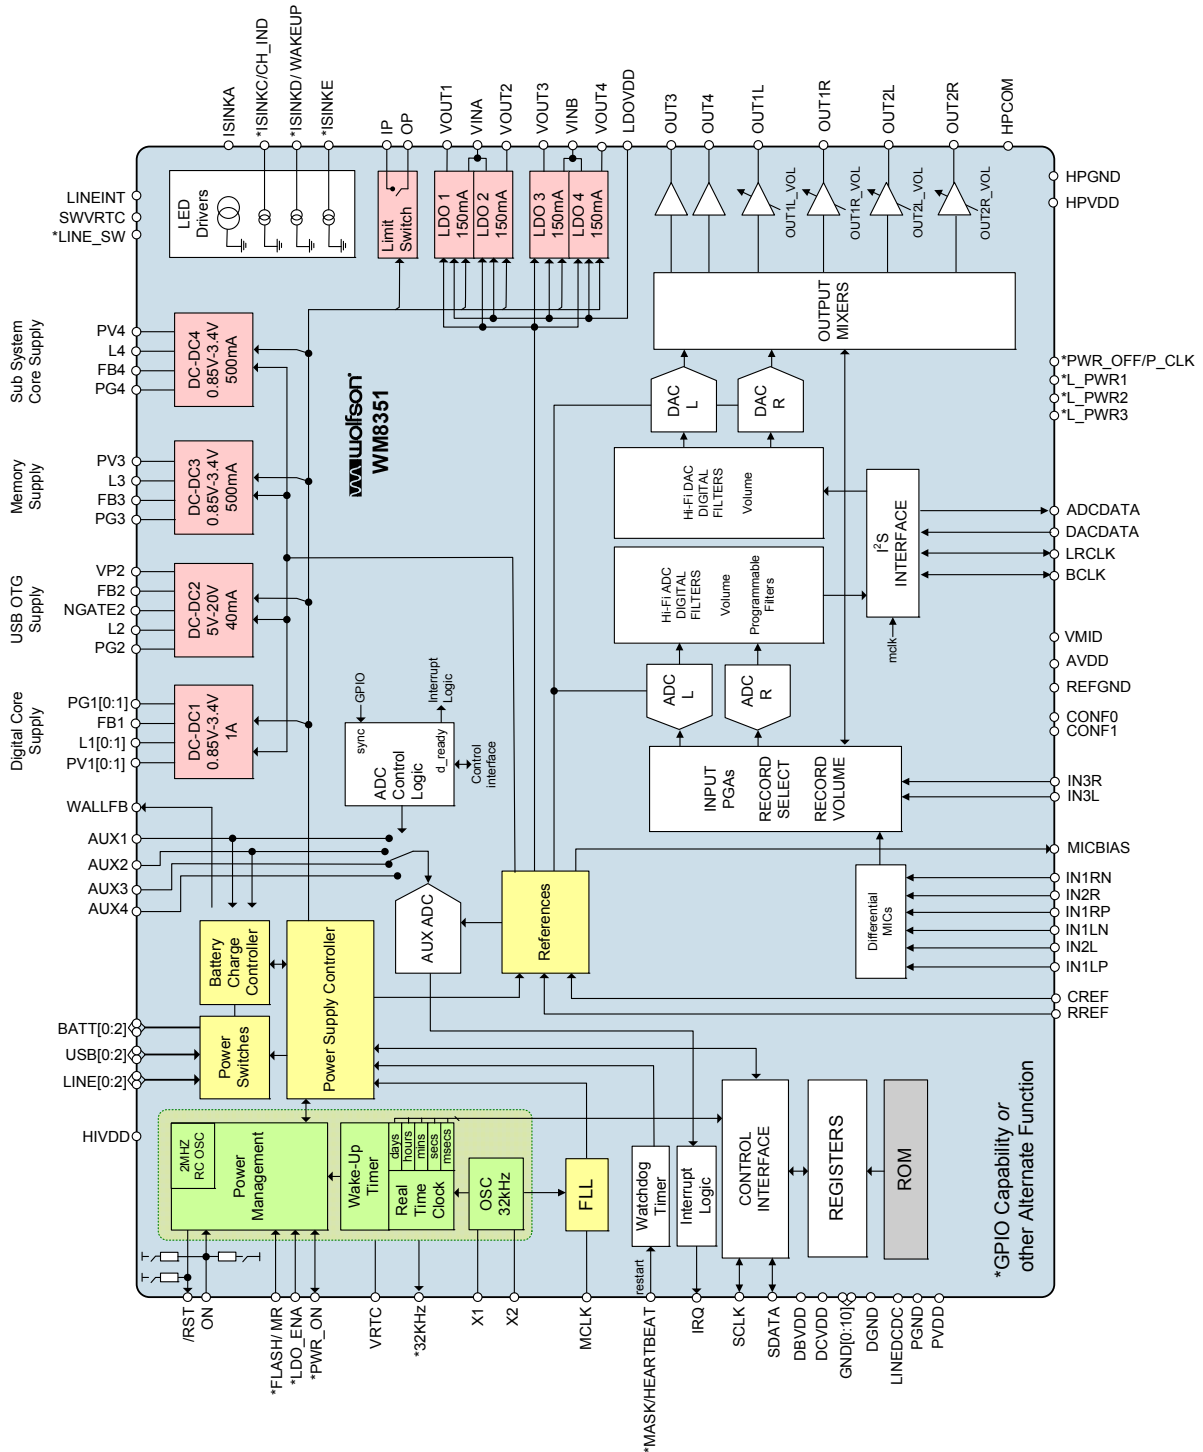 ISINKA
*ISINKC/CH_IND
*ISINKD/ WAKEUP
*ISINKE
IP
OP
VOUT1
VINA
VOUT2
VOUT3
VINB
VOUT4
LDOVDD
OUT3
OUT4
OUT1L
OUT1R
OUT2L
OUT2R
HPCOM
LINEINT
SWVRTC
*LINE_SW
LED
Drivers
Limit
Switch
LDO 1
150mA
LDO 2
150mA
LDO 3
150mA
LDO 4
150mA
OUT1L_VOL
OUT1R_VOL
OUT2L_VOL
OUT2R_VOL
HPGND
HPVDD
Sub System
Core Supply
PV4
L4
FB4
PG4
DC-DC4
0.85V-3.4V
500mA
OUTPUT
MIXERS
*PWR_OFF/P_CLK
*L_PWR1
*L_PWR2
*L_PWR3
DAC
L
DAC
R
wolfson
WM8351
Memory
Supply
PV3
L3
FB3
PG3
DC-DC3
0.85V-3.4V
500mA
Hi-Fi DAC
DIGITAL
FILTERS
Volume
I²S
INTERFACE
ADCDATA
DACDATA
LRCLK
BCLK
USB OTG
Supply
VP2
FB2
NGATE2
L2
PG2
DC-DC2
5V-20V
40mA
Hi-Fi ADC
DIGITAL
FILTERS
Volume
Programmable
Filters
mclk
VMID
AVDD
REFGND
CONF0
CONF1
Digital Core
Supply
PG1[0:1]
FB1
L1[0:1]
PV1[0:1]
DC-DC1
0.85V-3.4V
1A
GPIO
Interrupt
Logic
sync
d_ready
ADC
Control
Logic
Control
interface
ADC
L
ADC
R
INPUT
PGAs
RECORD
SELECT
RECORD
VOLUME
IN3R
IN3L
WALLFB
AUX1
AUX2
AUX3
AUX4
AUX ADC
References
Differential
MICs
MICBIAS
IN1RN
IN2R
IN1RP
IN1LN
IN2L
IN1LP
CREF
RREF
Battery
Charge
Controller
Power Supply Controller
Power
Switches
BATT[0:2]
USB[0:2]
LINE[0:2]
HIVDD
2MHZ
RC OSC
Power
Management
Wake-Up
Timer
days
hours
mins
secs
msecs
Real
Time
Clock
OSC
32kHz
FLL
Watchdog
Timer
Interrupt
Logic
CONTROL
INTERFACE
REGISTERS
ROM
*GPIO Capability or
other Alternate Function
restart
/RST
ON
*FLASH/ MR
*LDO_ENA
*PWR_ON
VRTC
*32KHz
X1
X2
MCLK
*MASK/HEARTBEAT
IRQ
SCLK
SDATA
DBVDD
DCVDD
GND[0:10]
DGND
LINEDCDC
PGND
PVDD